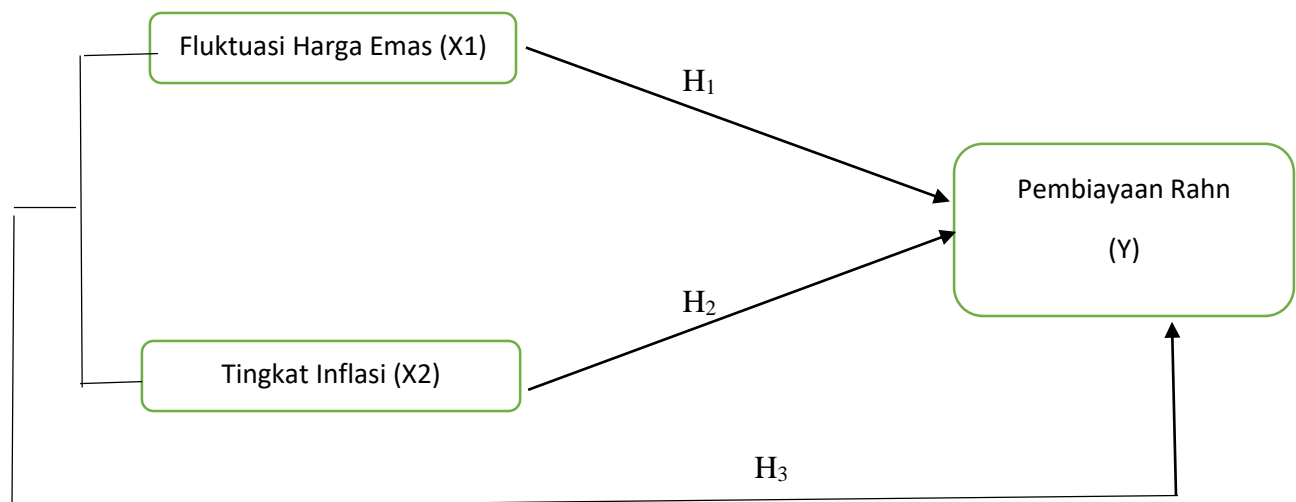 Fluktuasi Harga Emas (X1)
H₁
Pembiayaan Rahn
(Y)
H₂
Tingkat Inflasi (X2)
H₃